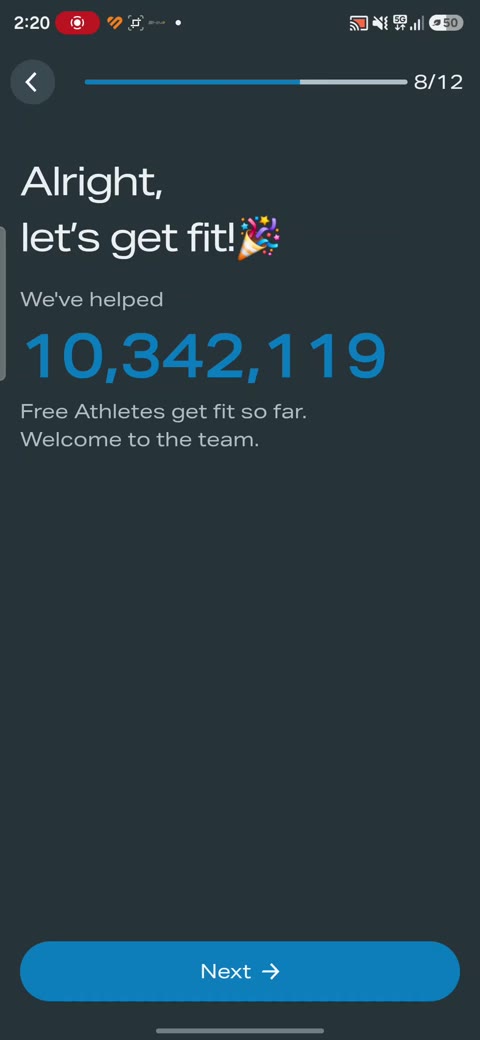 2:20
5G
50
8/12
Alright,
let's get fit!🎉
We've helped
10,342,119
Free Athletes get fit so far.
Welcome to the team.
Next →